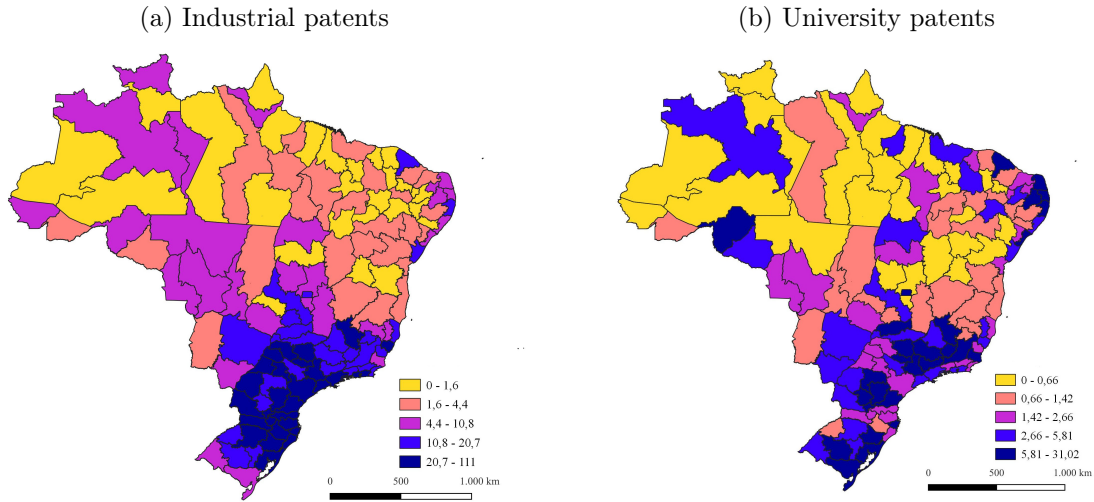 (a) Industrial patents
(b) University patents
0 - 1,6
1,6 - 4,4
4,4 - 10,8
10,8 - 20,7
20,7 - 111
0 500 1.000 km
0 - 0,66
0,66 - 1,42
1,42 - 2,66
2,66 - 5,81
5,81 - 31,02
0 500 1.000 km